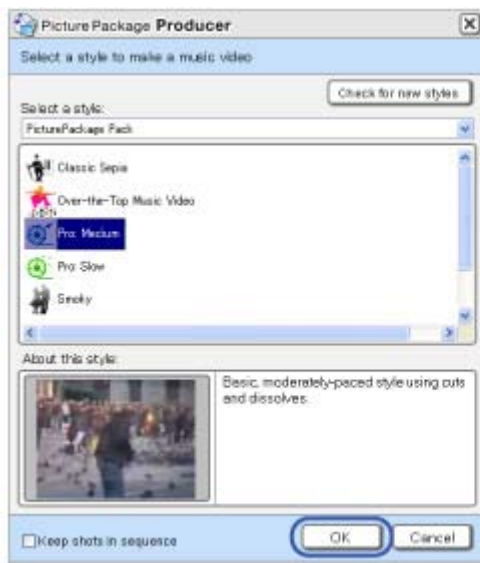 Picture Package Producer
Select a style to make a music video
Check for new styles
Select a style:
PicturePackage Pack
Classic Sepia
Over-the-Top Music Video
Pro: Medium
Pro: Slow
Smoky
About this style:
Basic, moderately-paced style using cuts
and dissolves.
Keep shots in sequence
OK
Cancel